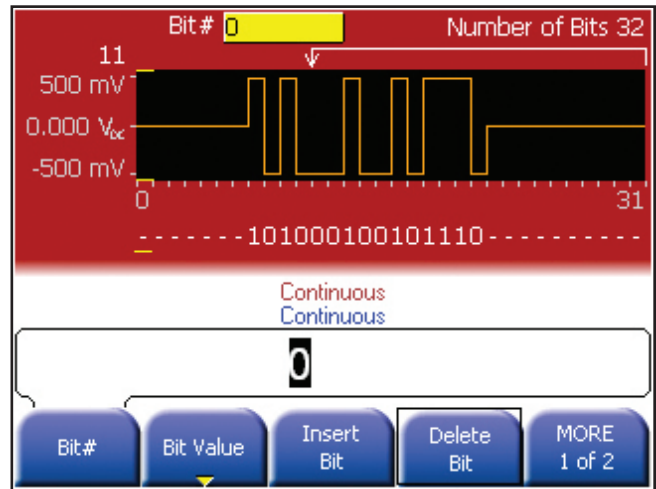 Bit# 0 Number of Bits 32
11
500 mV
0.000 VDC
-500 mV
0 31
-------101000100101110----------
Continuous
Continuous
0
Bit# Bit Value Insert Bit Delete Bit MORE 1 of 2